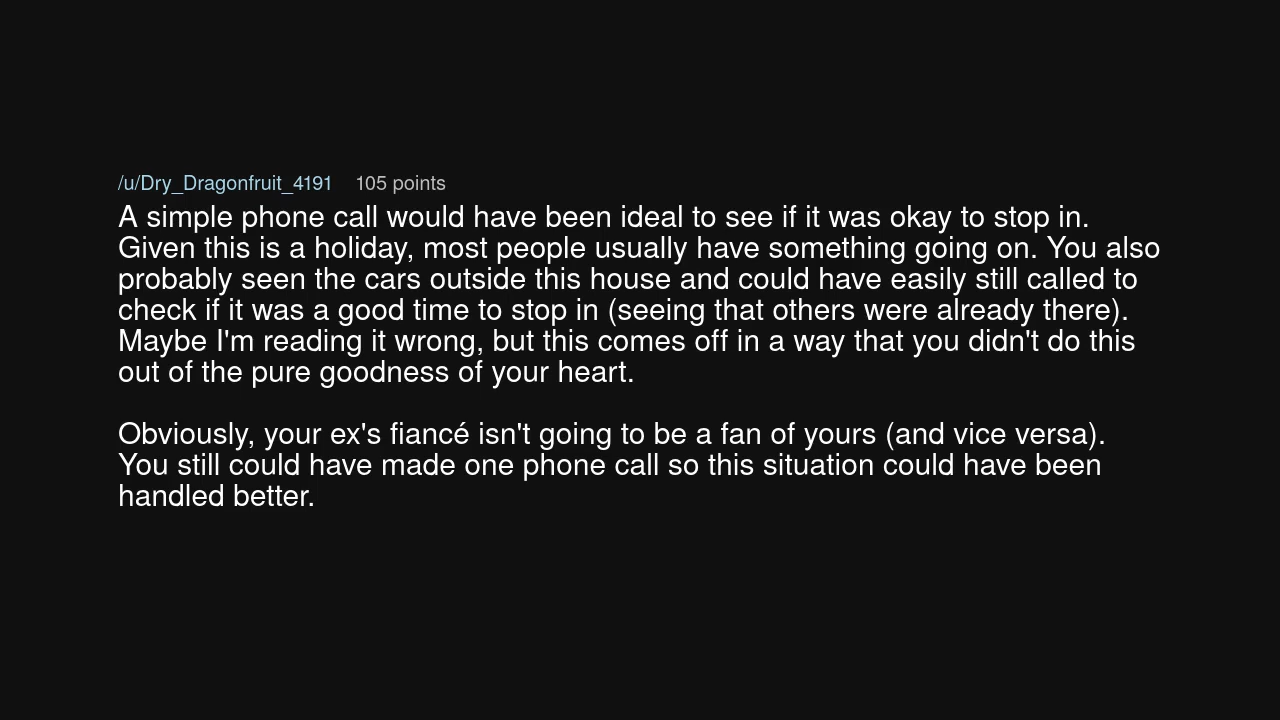 /u/Dry_Dragonfruit_4191 105 points
A simple phone call would have been ideal to see if it was okay to stop in.
Given this is a holiday, most people usually have something going on. You also
probably seen the cars outside this house and could have easily still called to
check if it was a good time to stop in (seeing that others were already there).
Maybe I'm reading it wrong, but this comes off in a way that you didn't do this
out of the pure goodness of your heart.
Obviously, your ex's fiancé isn't going to be a fan of yours (and vice versa).
You still could have made one phone call so this situation could have been
handled better.